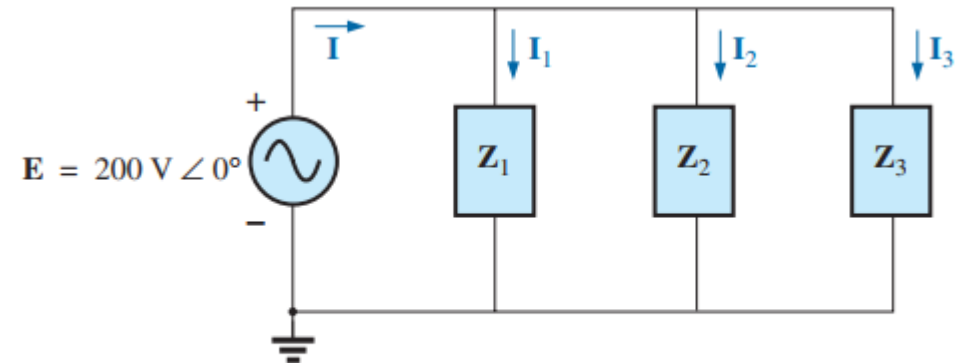 I
I₁
I₂
I₃
+
E = 200 V ∠ 0°
Z₁
Z₂
Z₃
–